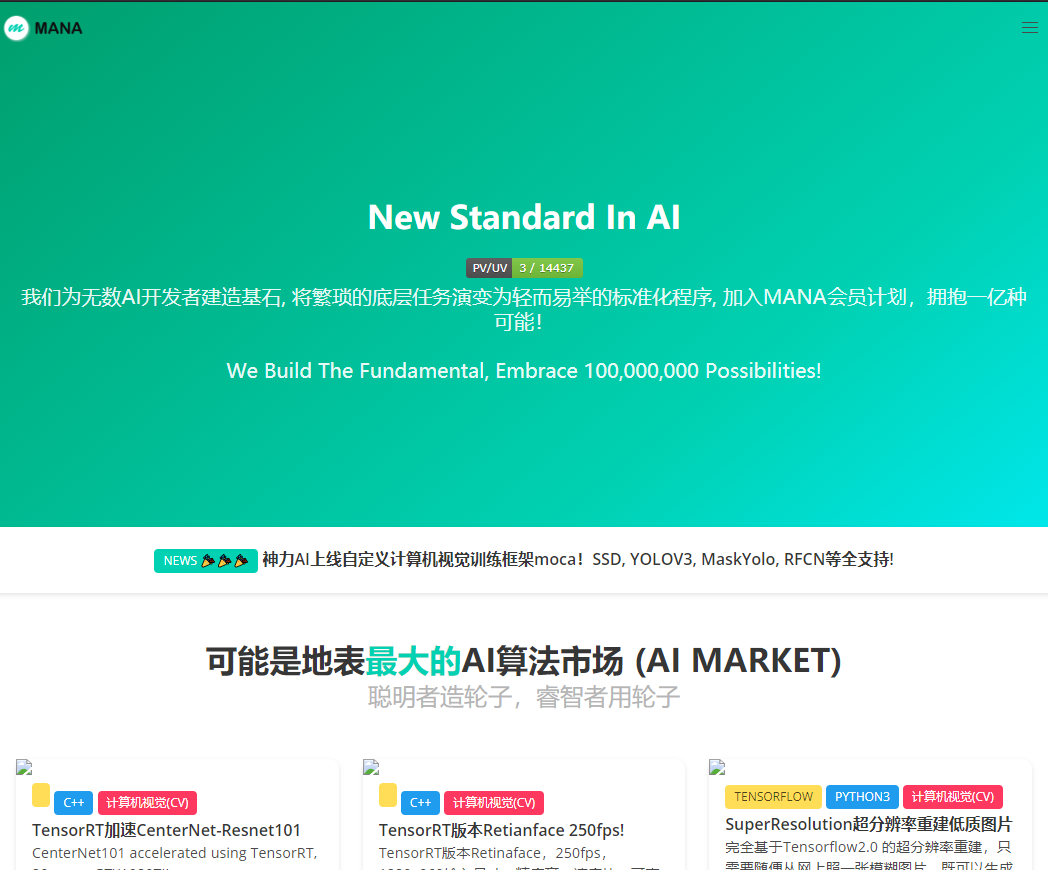 MANA
New Standard In AI
PV/UV 3 / 14437
我们为无数AI开发者建造基石, 将繁琐的底层任务演变为轻而易举的标准化程序, 加入MANA会员计划，拥抱一亿种
可能！
We Build The Fundamental, Embrace 100,000,000 Possibilities!
NEWS 🎉🎉🎉 神力AI上线自定义计算机视觉训练框架moca！SSD, YOLOV3, MaskYolo, RFCN等全支持!
可能是地表最大的AI算法市场 (AI MARKET)
聪明者造轮子，睿智者用轮子
C++ 计算机视觉(CV)
TensorRT加速CenterNet-Resnet101
CenterNet101 accelerated using TensorRT,
C++ 计算机视觉(CV)
TensorRT版本Retianface 250fps!
TensorRT版本Retinaface，250fps，
TENSORFLOW PYTHON3 计算机视觉(CV)
SuperResolution超分辨率重建低质图片
完全基于Tensorflow2.0 的超分辨率重建，只
需要随便从网上照一张模糊图片，既可以生成